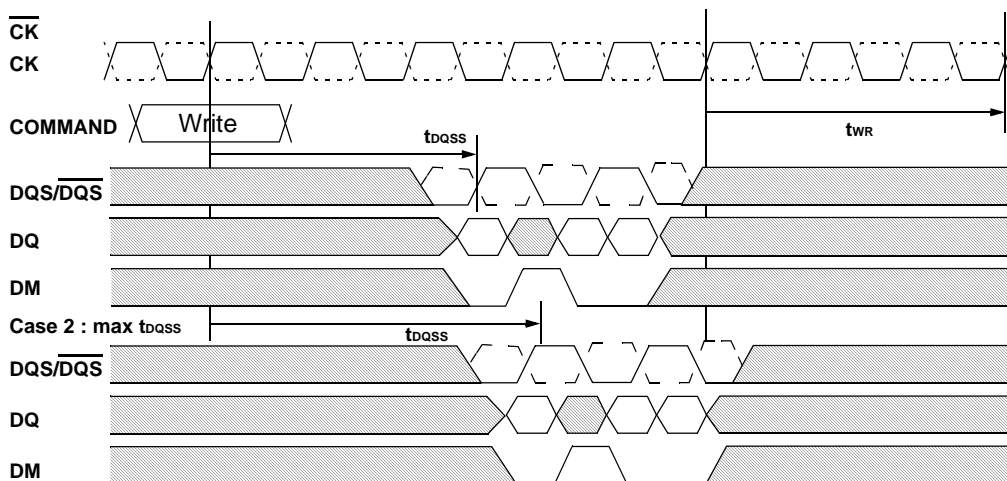 CK
CK
COMMAND Write
tDQSS
tWR
DQS/DQS
DQ
DM
Case 2 : max tDQSS
tDQSS
DQS/DQS
DQ
DM